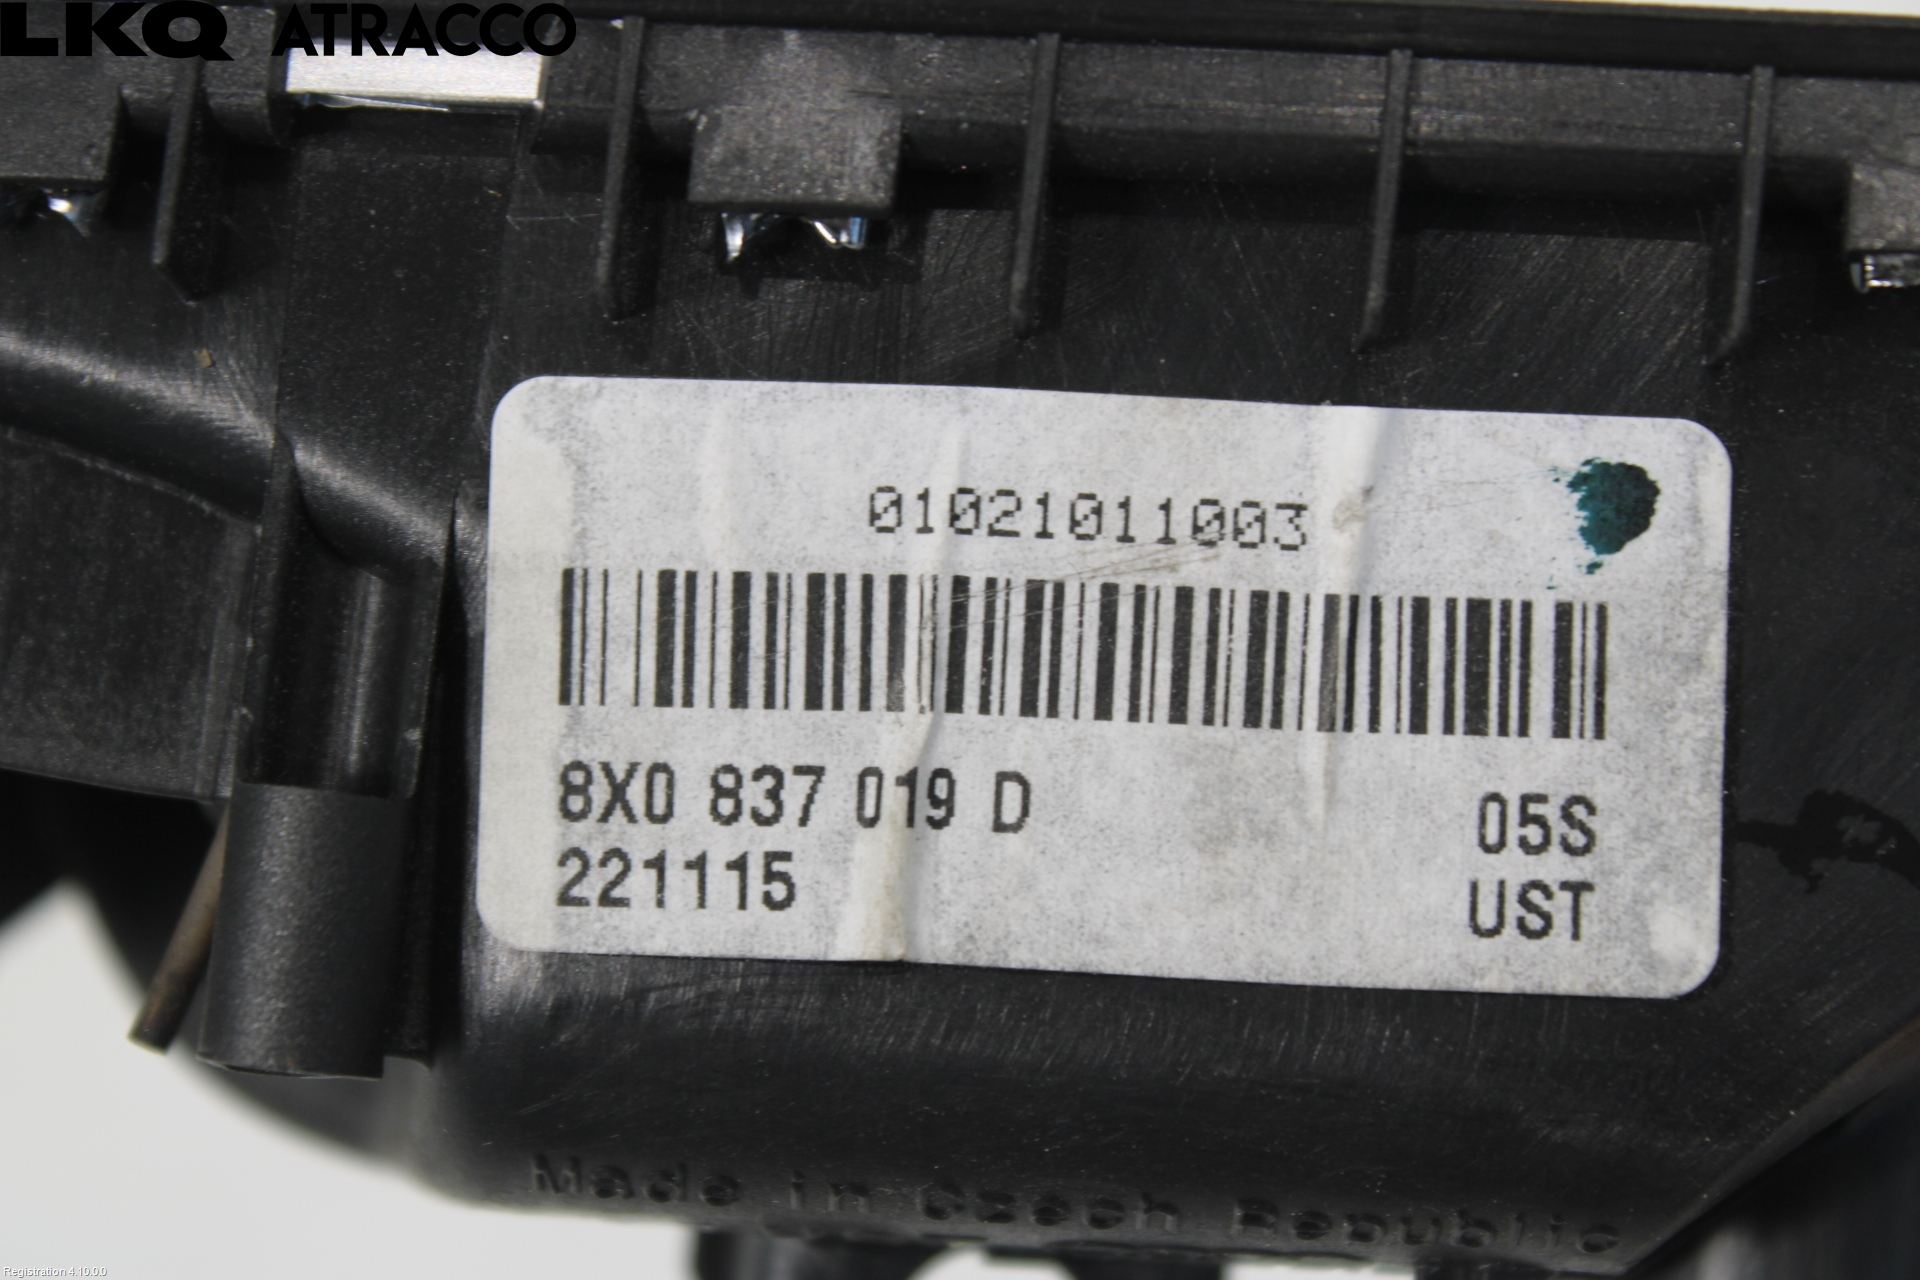 LKQ ATRACCO
01021011003
8X0 837 019 D 05S
221115 UST
Made in Czech Republic
Registration 4.10.0.0